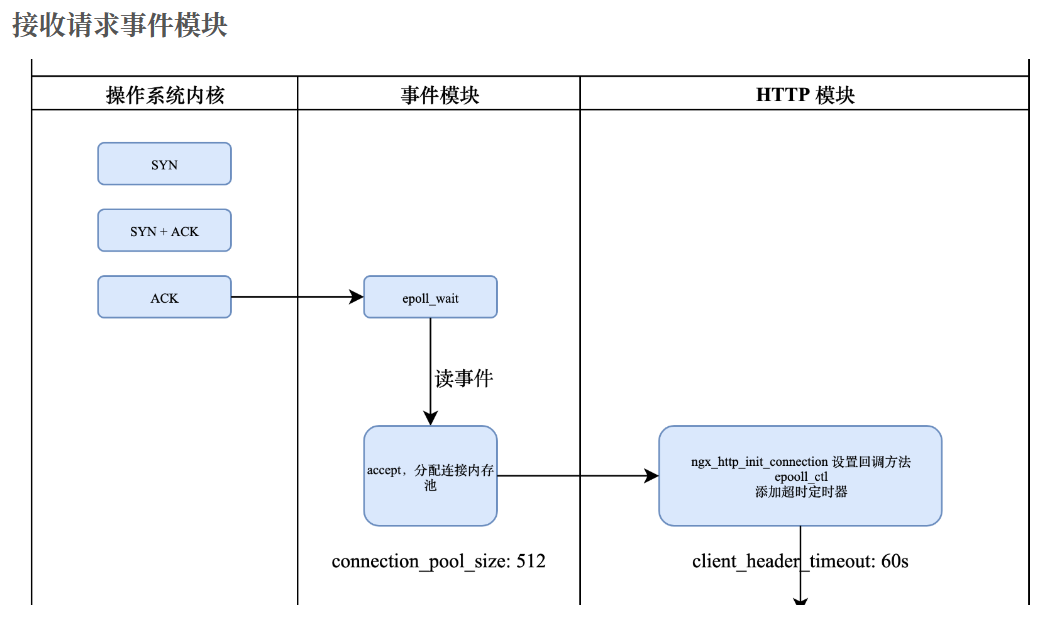 接收请求事件模块
操作系统内核
事件模块
HTTP 模块
SYN
SYN + ACK
ACK
epoll_wait
读事件
accept，分配连接内存
池
ngx_http_init_connection 设置回调方法
epooll_ctl
添加超时定时器
connection_pool_size: 512
client_header_timeout: 60s